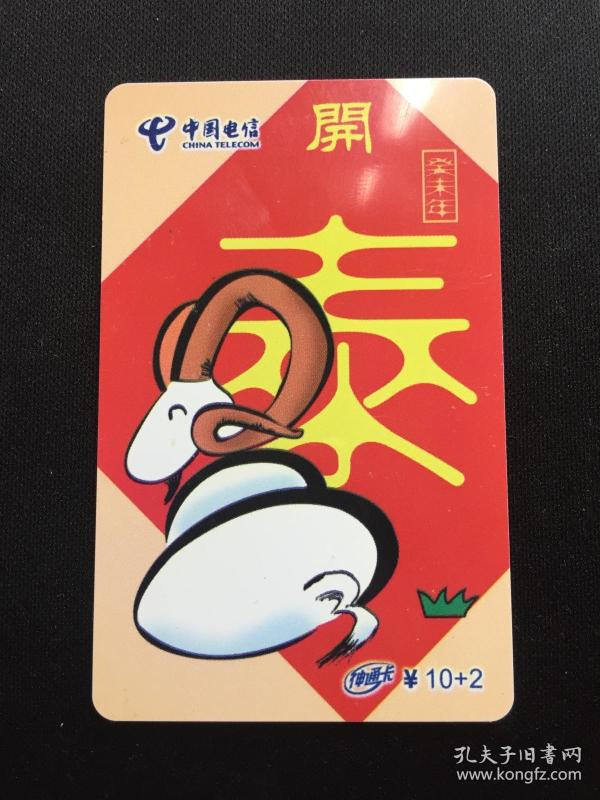 中国电信
CHINA TELECOM
開
癸未年
泰
神通卡 ¥ 10+2
孔夫子旧書网
www.kongfz.com